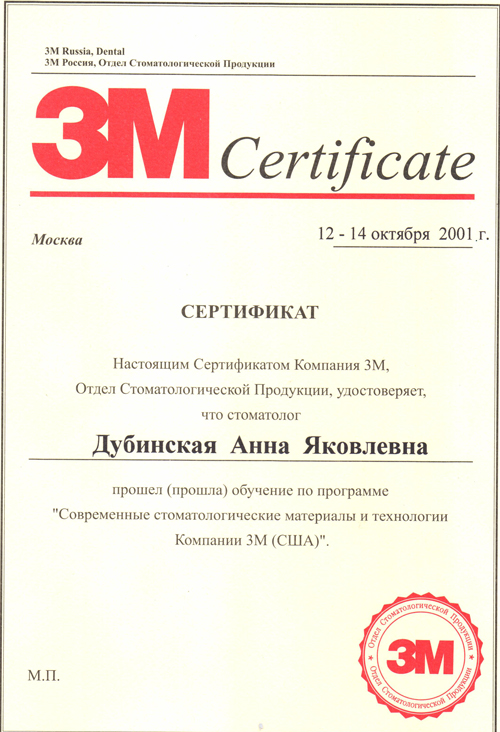 3M Russia, Dental
3М Россия, Отдел Стоматологической Продукции
3M Certificate
Москва
12 - 14 октября 2001 г.
СЕРТИФИКАТ
Настоящим Сертификатом Компания 3М,
Отдел Стоматологической Продукции, удостоверяет,
что стоматолог
Дубинская Анна Яковлевна
прошел (прошла) обучение по программе
"Современные стоматологические материалы и технологии
Компании 3М (США)".
Отдел Стоматологической Продукции
3M
Отдел Стоматологической Продукции
М.П.